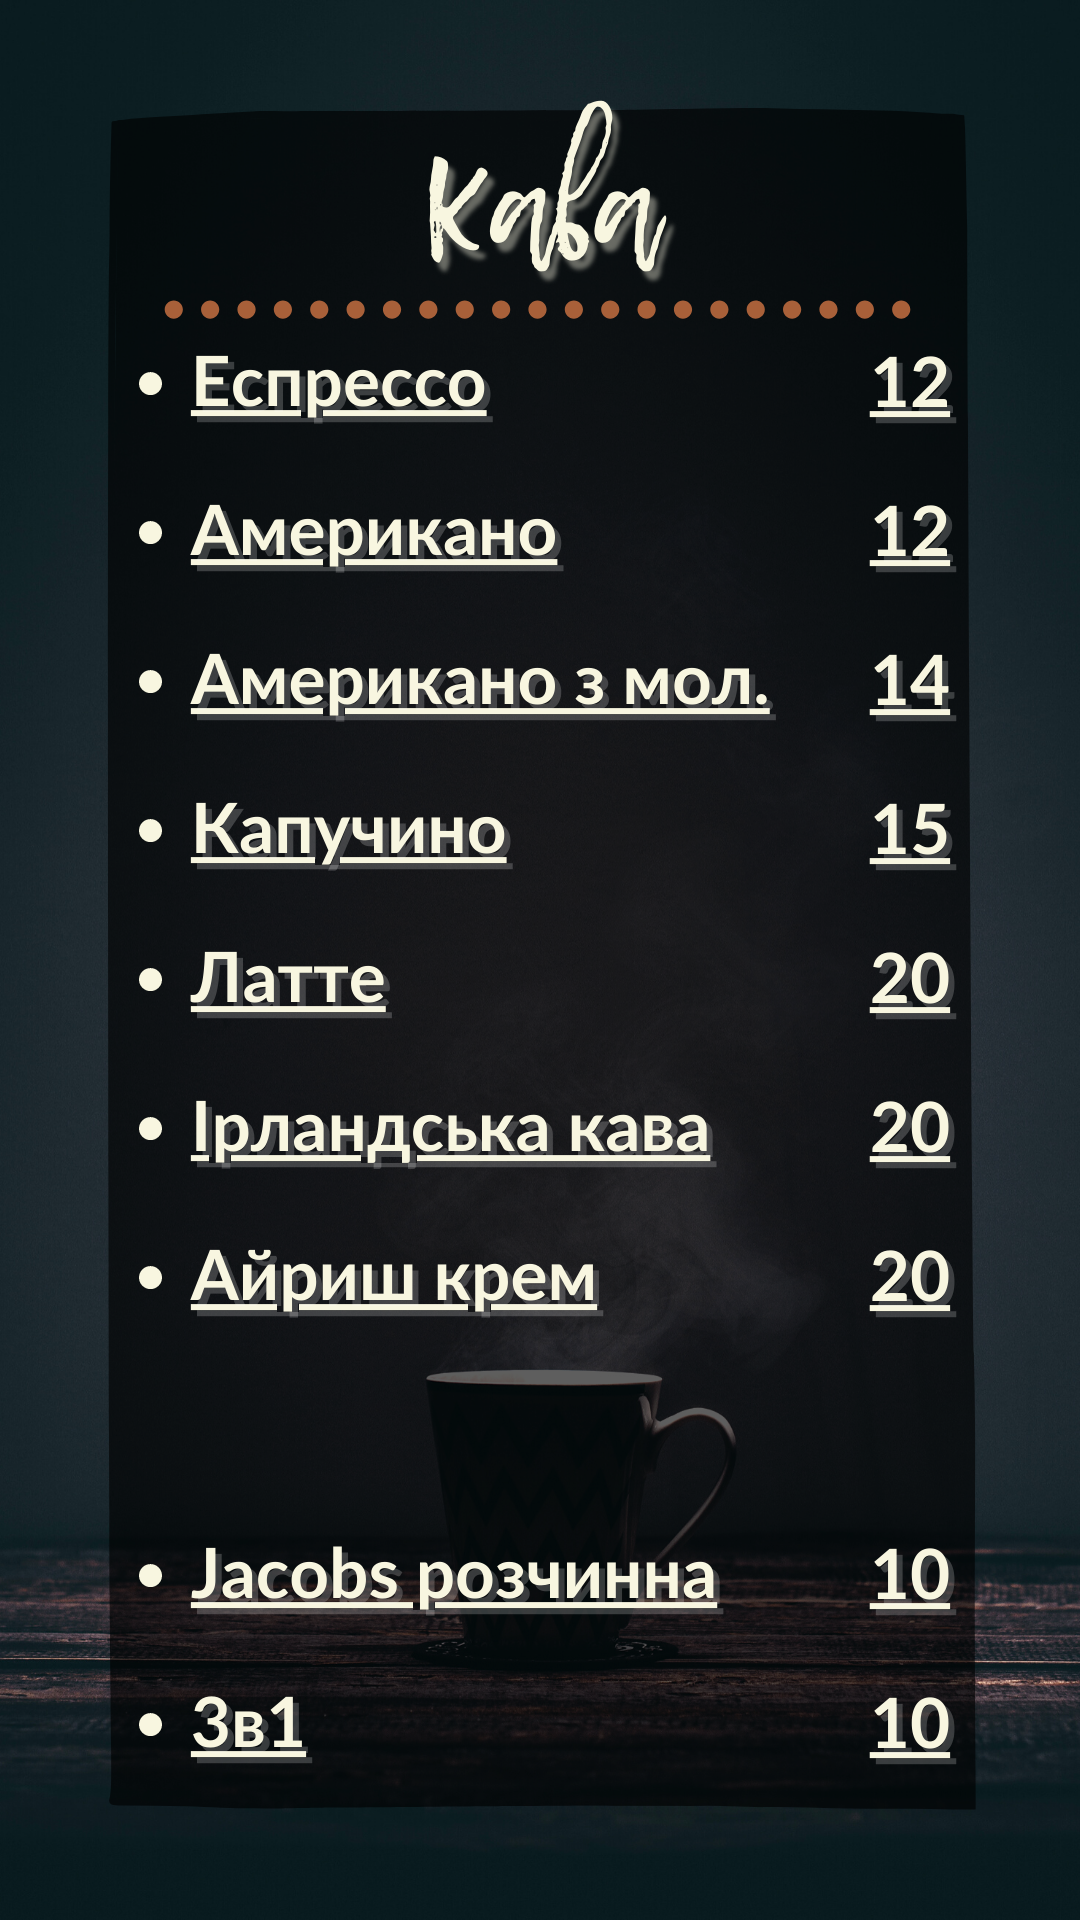 Кава
• Еспрессо 12
• Американо 12
• Американо з мол. 14
• Капучино 15
• Латте 20
• Ірландська кава 20
• Айриш крем 20
• Jacobs розчинна 10
• 3в1 10